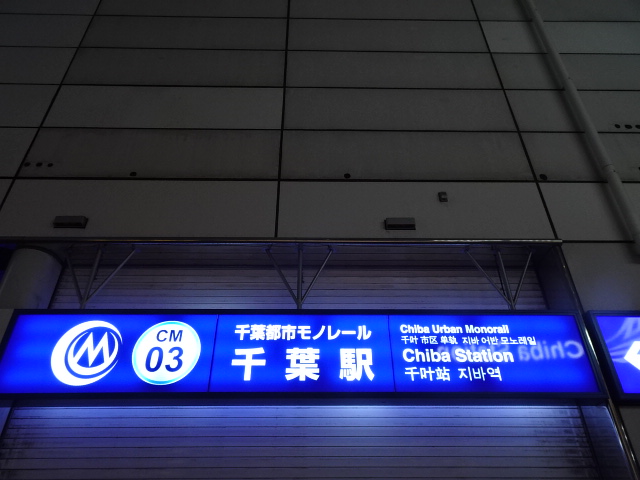 CM
03
千葉都市モノレール
千葉駅
Chiba Urban Monorail
千叶 市区 单轨 지바 어반 모노레일
Chiba Station
千叶站 지바역
Chiba